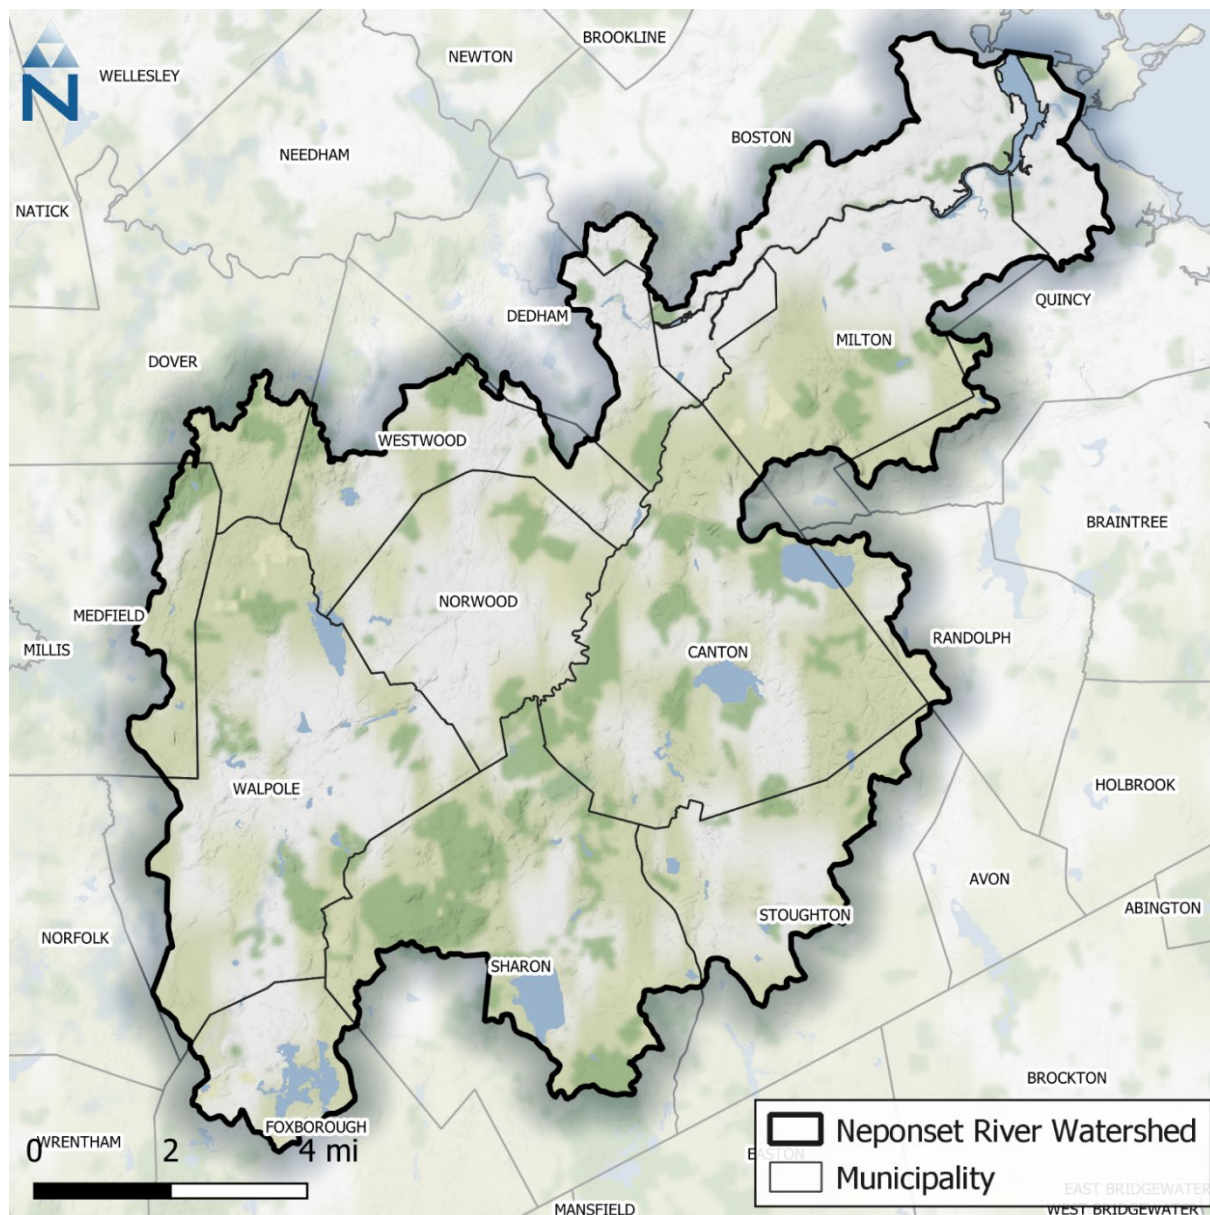 BROOKLINE
NEWTON
WELLESLEY
N
BOSTON
NEEDHAM
NATICK
QUINCY
DEDHAM
MILTON
DOVER
WESTWOOD
BRAINTREE
NORWOOD
MEDFIELD
RANDOLPH
MILLIS
CANTON
HOLBROOK
WALPOLE
AVON
ABINGTON
STOUGHTON
NORFOLK
SHARON
BROCKTON
FOXBOROUGH
WRENTHAM
0 2 4 mi
Neponset River Watershed
Municipality
EASTON
EAST BRIDGEWATER
WEST BRIDGEWATER
MANSFIELD